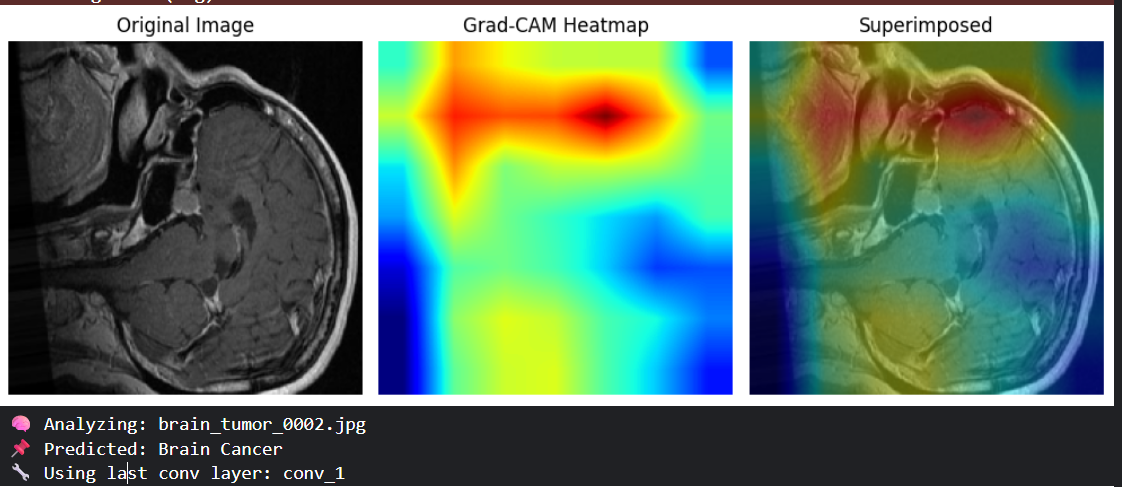 Original Image
Grad-CAM Heatmap
Superimposed
🧠 Analyzing: brain_tumor_0002.jpg
📌 Predicted: Brain Cancer
🔧 Using last conv layer: conv_1